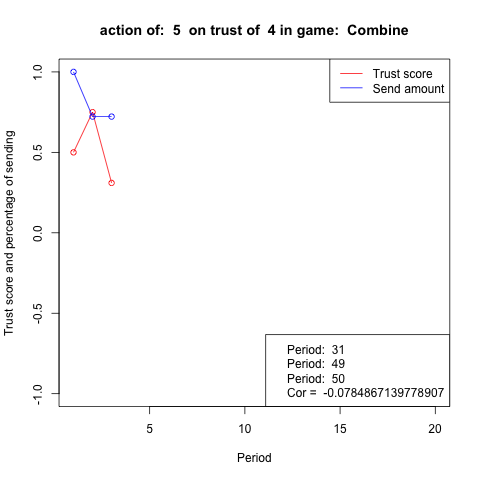 action of:  5  on trust of  4 in game:  Combine
Trust score
Send amount
Trust score and percentage of sending
1.0
0.5
0.0
-0.5
-1.0
Period:  31
Period:  49
Period:  50
Cor =  -0.0784867139778907
5
10
15
20
Period